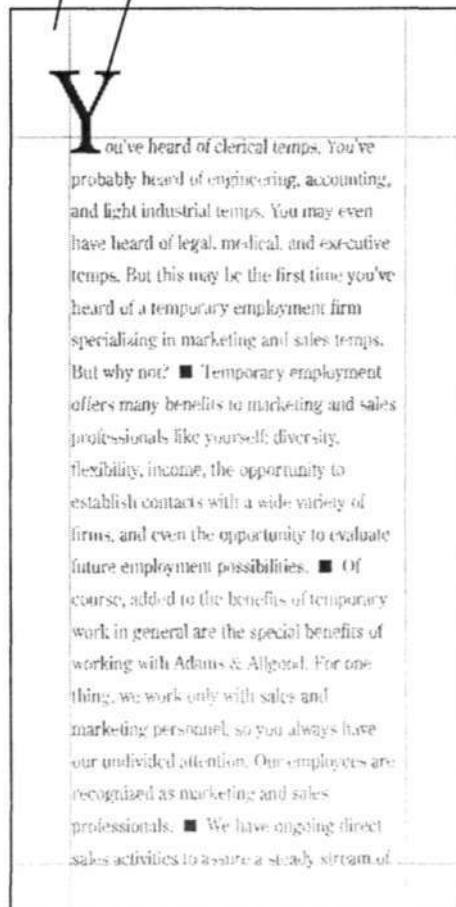 You've heard of clerical temps. You've
probably heard of engineering, accounting,
and light industrial temps. You may even
have heard of legal, medical, and executive
temps. But this may be the first time you've
heard of a temporary employment firm
specializing in marketing and sales temps.
But why not? ■ Temporary employment
offers many benefits to marketing and sales
professionals like yourself: diversity,
flexibility, income, the opportunity to
establish contacts with a wide variety of
firms, and even the opportunity to evaluate
future employment possibilities. ■ Of
course, added to the benefits of temporary
work in general are the special benefits of
working with Adams & Allgood. For one
thing, we work only with sales and
marketing personnel, so you always have
our undivided attention. Our employees are
recognized as marketing and sales
professionals. ■ We have ongoing direct
sales activities to assure a steady stream of